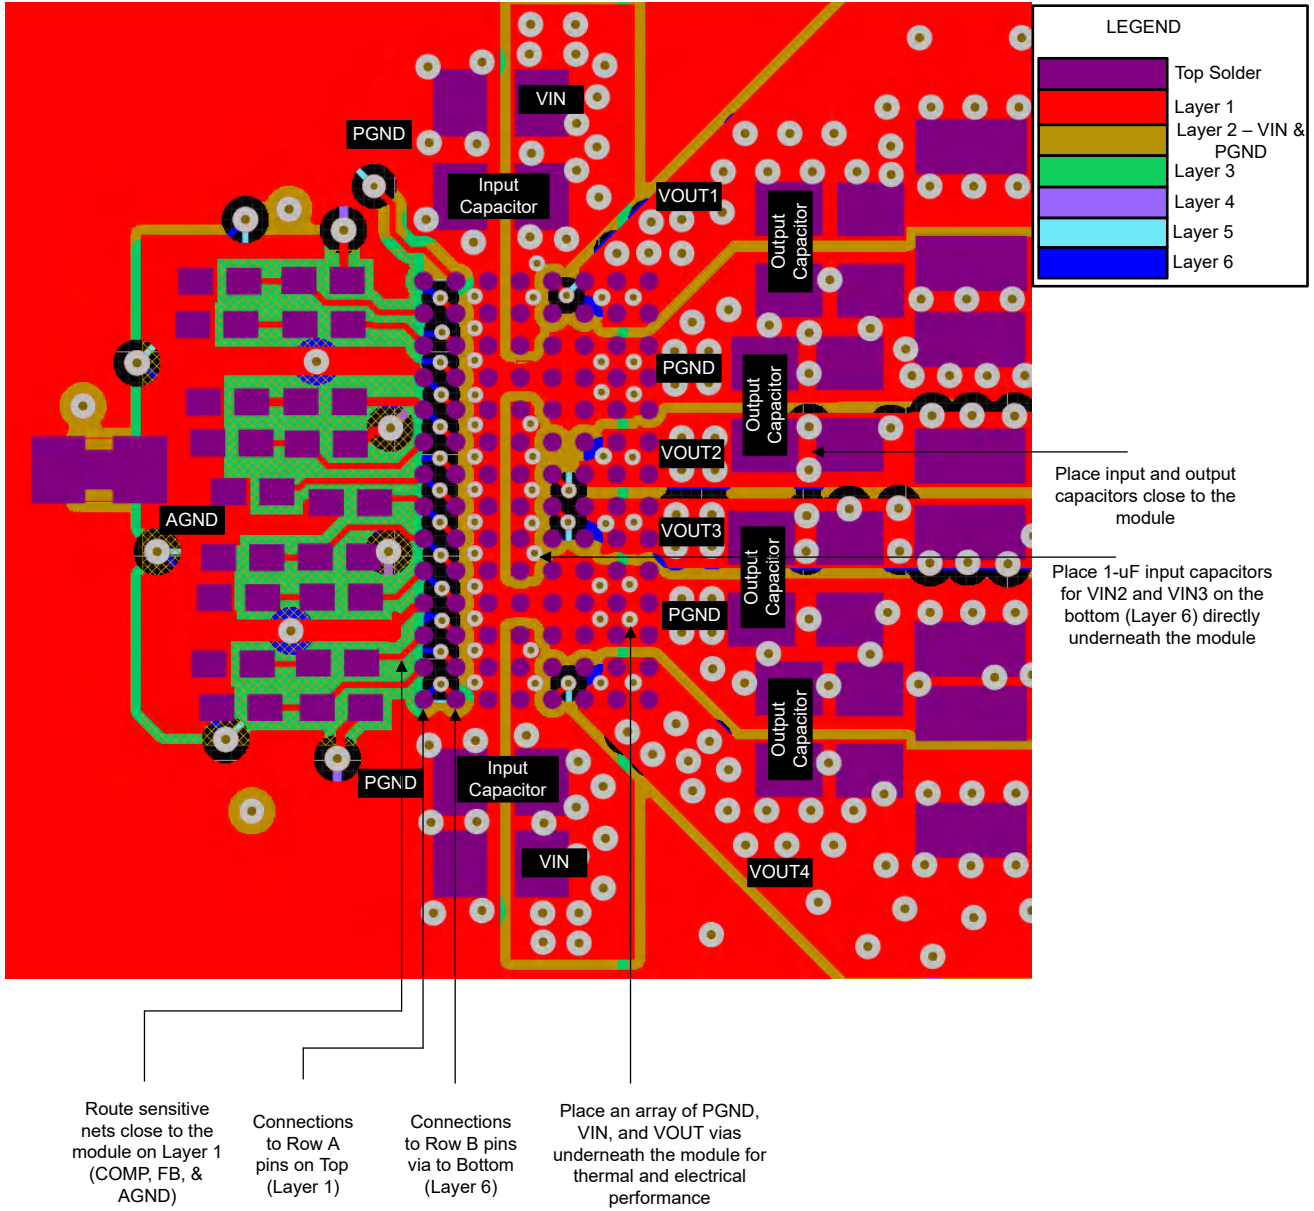 LEGEND
Top Solder
Layer 1
Layer 2 – VIN &
PGND
Layer 3
Layer 4
Layer 5
Layer 6
VIN
PGND
Input
Capacitor
VOUT1
Output
Capacitor
PGND
Output
Capacitor
VOUT2
AGND
VOUT3
Output
Capacitor
PGND
Output
Capacitor
PGND
Input
Capacitor
VIN
VOUT4
Place input and output
capacitors close to the
module
Place 1-uF input capacitors
for VIN2 and VIN3 on the
bottom (Layer 6) directly
underneath the module
Route sensitive
nets close to the
module on Layer 1
(COMP, FB, &
AGND)
Connections
to Row A
pins on Top
(Layer 1)
Connections
to Row B pins
via to Bottom
(Layer 6)
Place an array of PGND,
VIN, and VOUT vias
underneath the module for
thermal and electrical
performance